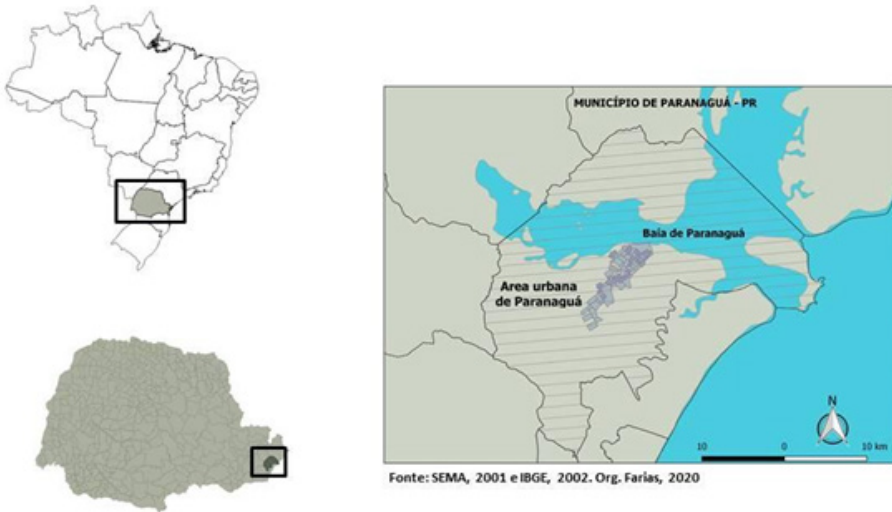 MUNICÍPIO DE PARANAGUÁ - PR
Baía de Paranaguá
Area urbana
de Paranaguá
N
10 0 10 km
Fonte: SEMA, 2001 e IBGE, 2002. Org. Farias, 2020